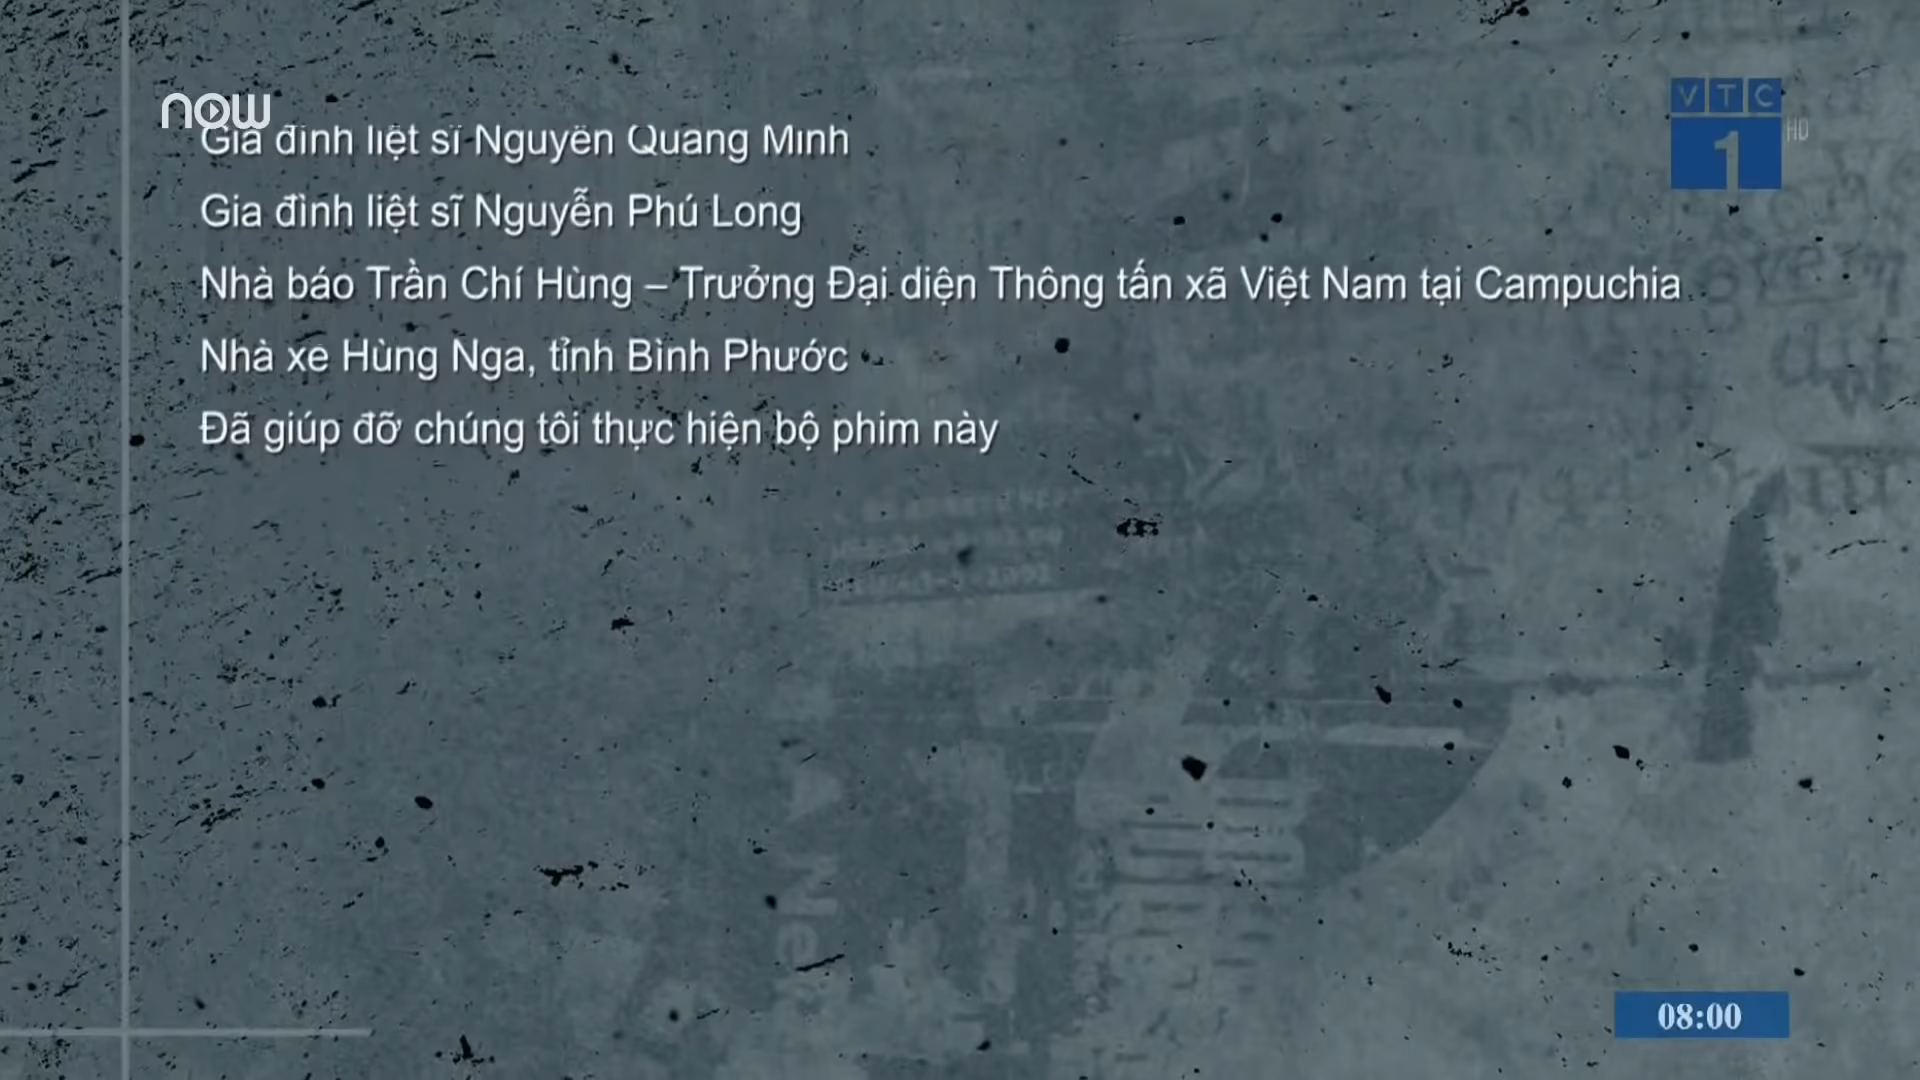 now
VTC
1
HD
Gia đình liệt sĩ Nguyễn Quang Minh
Gia đình liệt sĩ Nguyễn Phú Long
Nhà báo Trần Chí Hùng – Trưởng Đại diện Thông tấn xã Việt Nam tại Campuchia
Nhà xe Hùng Nga, tỉnh Bình Phước
Đã giúp đỡ chúng tôi thực hiện bộ phim này
08:00